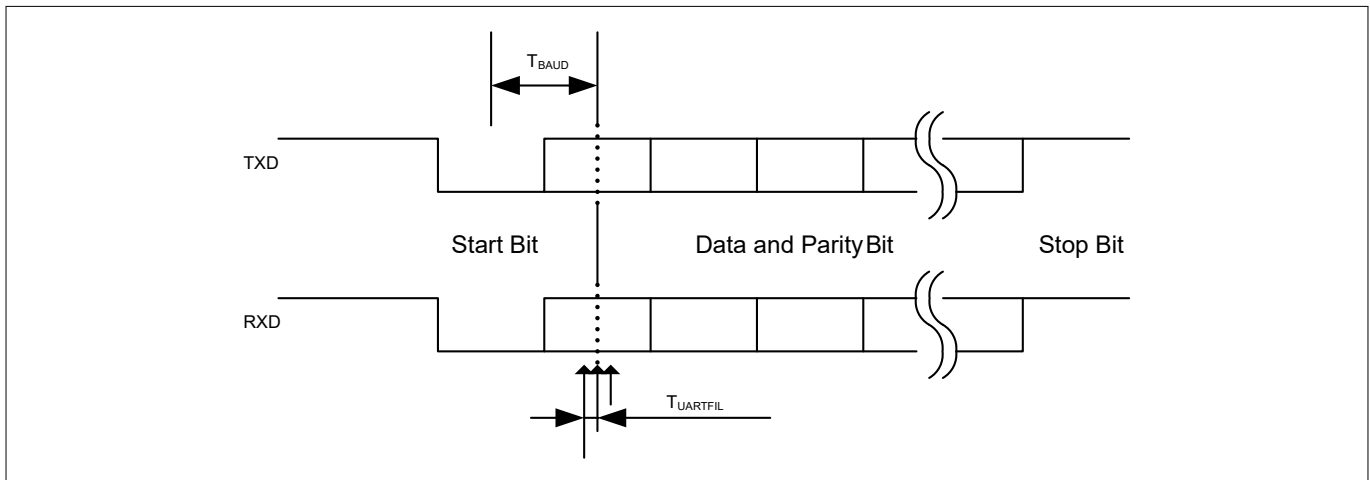 TBAUD
TXD
Start Bit
Data and Parity Bit
Stop Bit
RXD
TUARTFIL